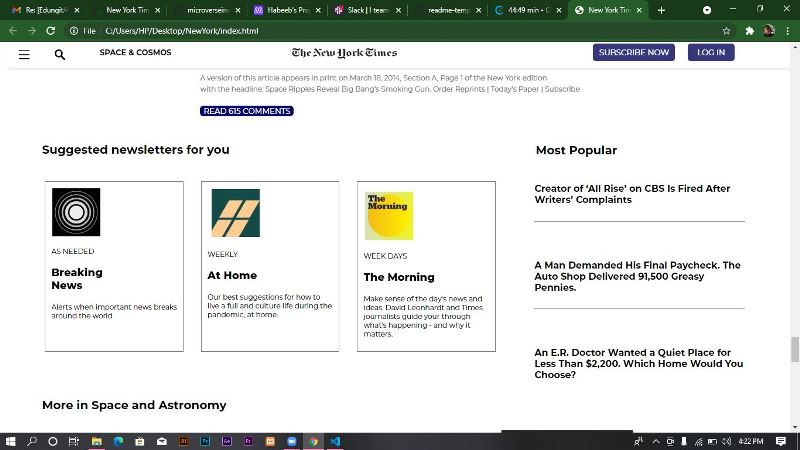 Re: [Edungit/
New York Tim
microverseinc
Habeeb's Pro
Slack | 1 team
readme-temp
44:49 min • C
New York Tim
File
C:/Users/HP/Desktop/NewYork/index.html
SPACE & COSMOS
The New York Times
SUBSCRIBE NOW
LOG IN
A version of this article appears in print on March 18, 2014, Section A, Page 1 of the New York edition
with the headline: Space Ripples Reveal Big Bang's Smoking Gun. Order Reprints | Today's Paper | Subscribe
READ 615 COMMENTS
Suggested newsletters for you
AS NEEDED
Breaking
News
Alerts when important news breaks
around the world
WEEKLY
At Home
Our best suggestions for how to
live a full and culture life during the
pandemic, at home.
The
Morning
WEEK DAYS
The Morning
Make sense of the day's news and
ideas. David Leonhardt and Times
journalists guide your through
what's happening - and why it
matters.
Most Popular
Creator of 'All Rise' on CBS Is Fired After
Writers' Complaints
A Man Demanded His Final Paycheck. The
Auto Shop Delivered 91,500 Greasy
Pennies.
An E.R. Doctor Wanted a Quiet Place for
Less Than $2,200. Which Home Would You
Choose?
More in Space and Astronomy
Ai
Ps
Ae
Pr
4:22 PM